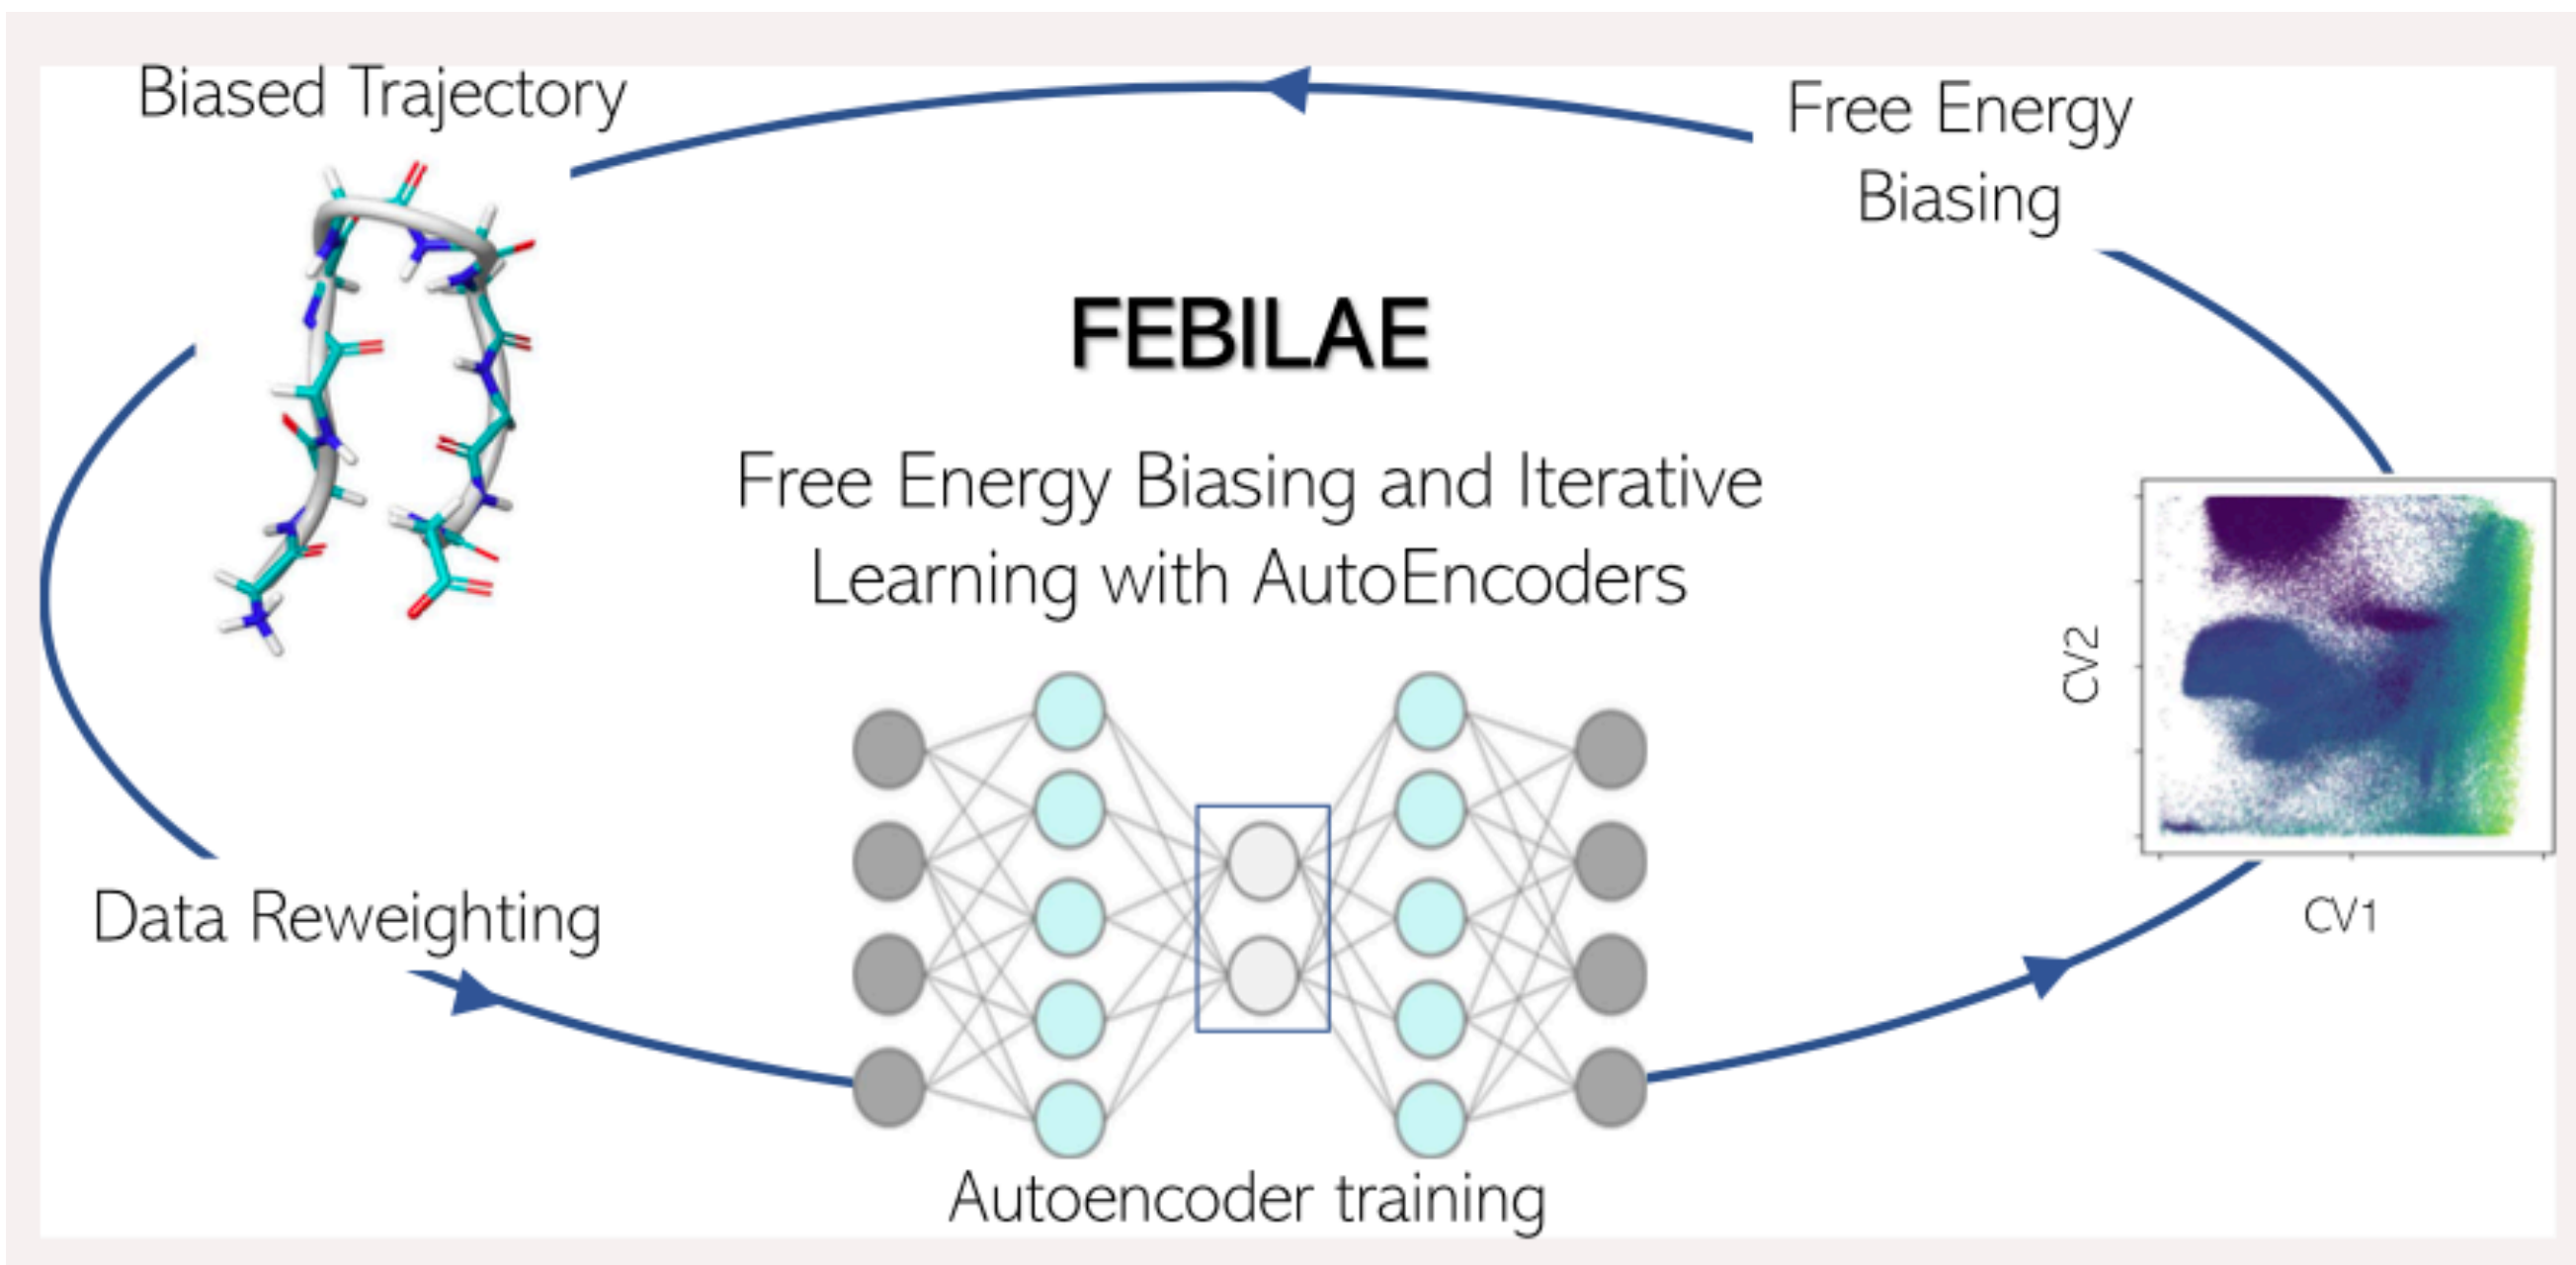 Biased Trajectory
Free Energy
Biasing
FEBILAE
Free Energy Biasing and Iterative
Learning with AutoEncoders
CV2
CV1
Data Reweighting
Autoencoder training